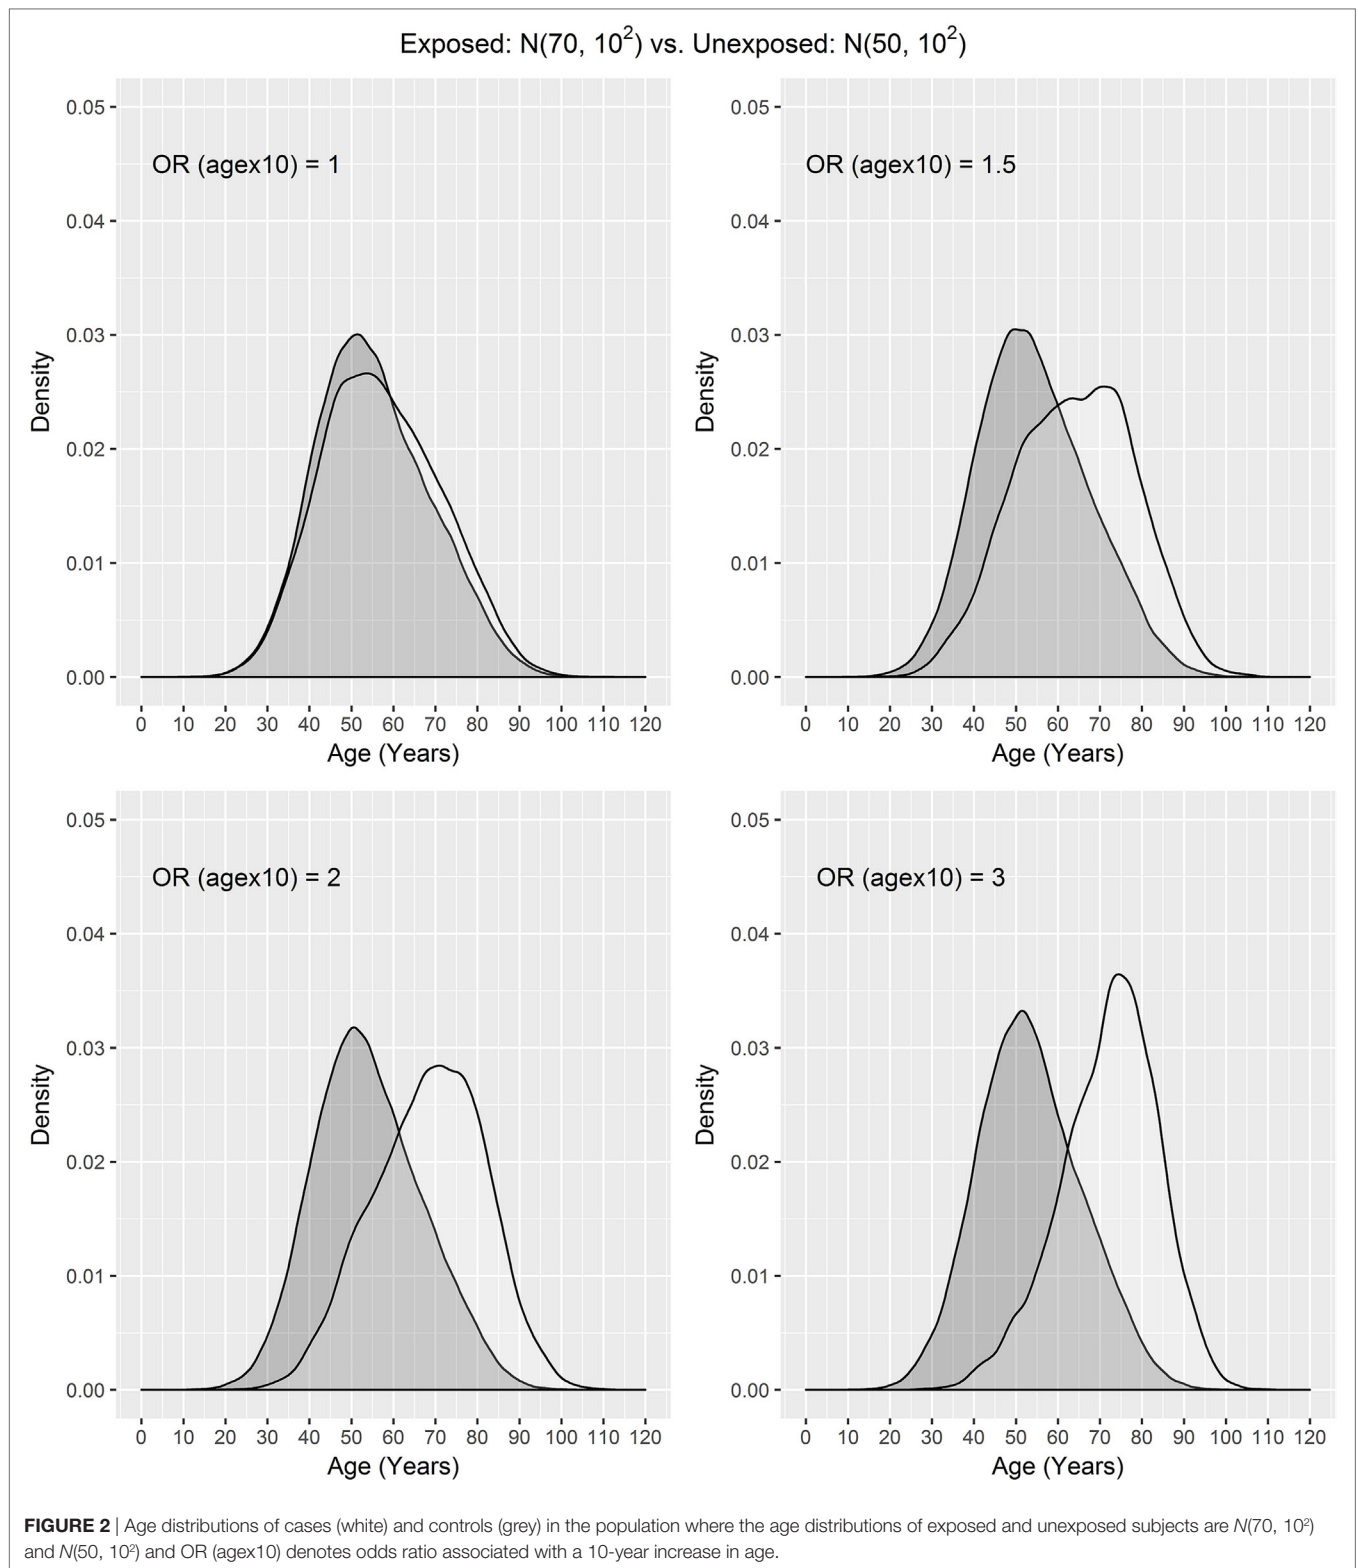 Exposed: N(70, 10²) vs. Unexposed: N(50, 10²)
0.05
0.04
0.03
0.02
0.01
0.00
Density
OR (agex10) = 1
0 10 20 30 40 50 60 70 80 90 100 110 120
Age (Years)
0.05
0.04
0.03
0.02
0.01
0.00
Density
OR (agex10) = 1.5
0 10 20 30 40 50 60 70 80 90 100 110 120
Age (Years)
0.05
0.04
0.03
0.02
0.01
0.00
Density
OR (agex10) = 2
0 10 20 30 40 50 60 70 80 90 100 110 120
Age (Years)
0.05
0.04
0.03
0.02
0.01
0.00
Density
OR (agex10) = 3
0 10 20 30 40 50 60 70 80 90 100 110 120
Age (Years)
FIGURE 2 | Age distributions of cases (white) and controls (grey) in the population where the age distributions of exposed and unexposed subjects are N(70, 10²)
and N(50, 10²) and OR (agex10) denotes odds ratio associated with a 10-year increase in age.